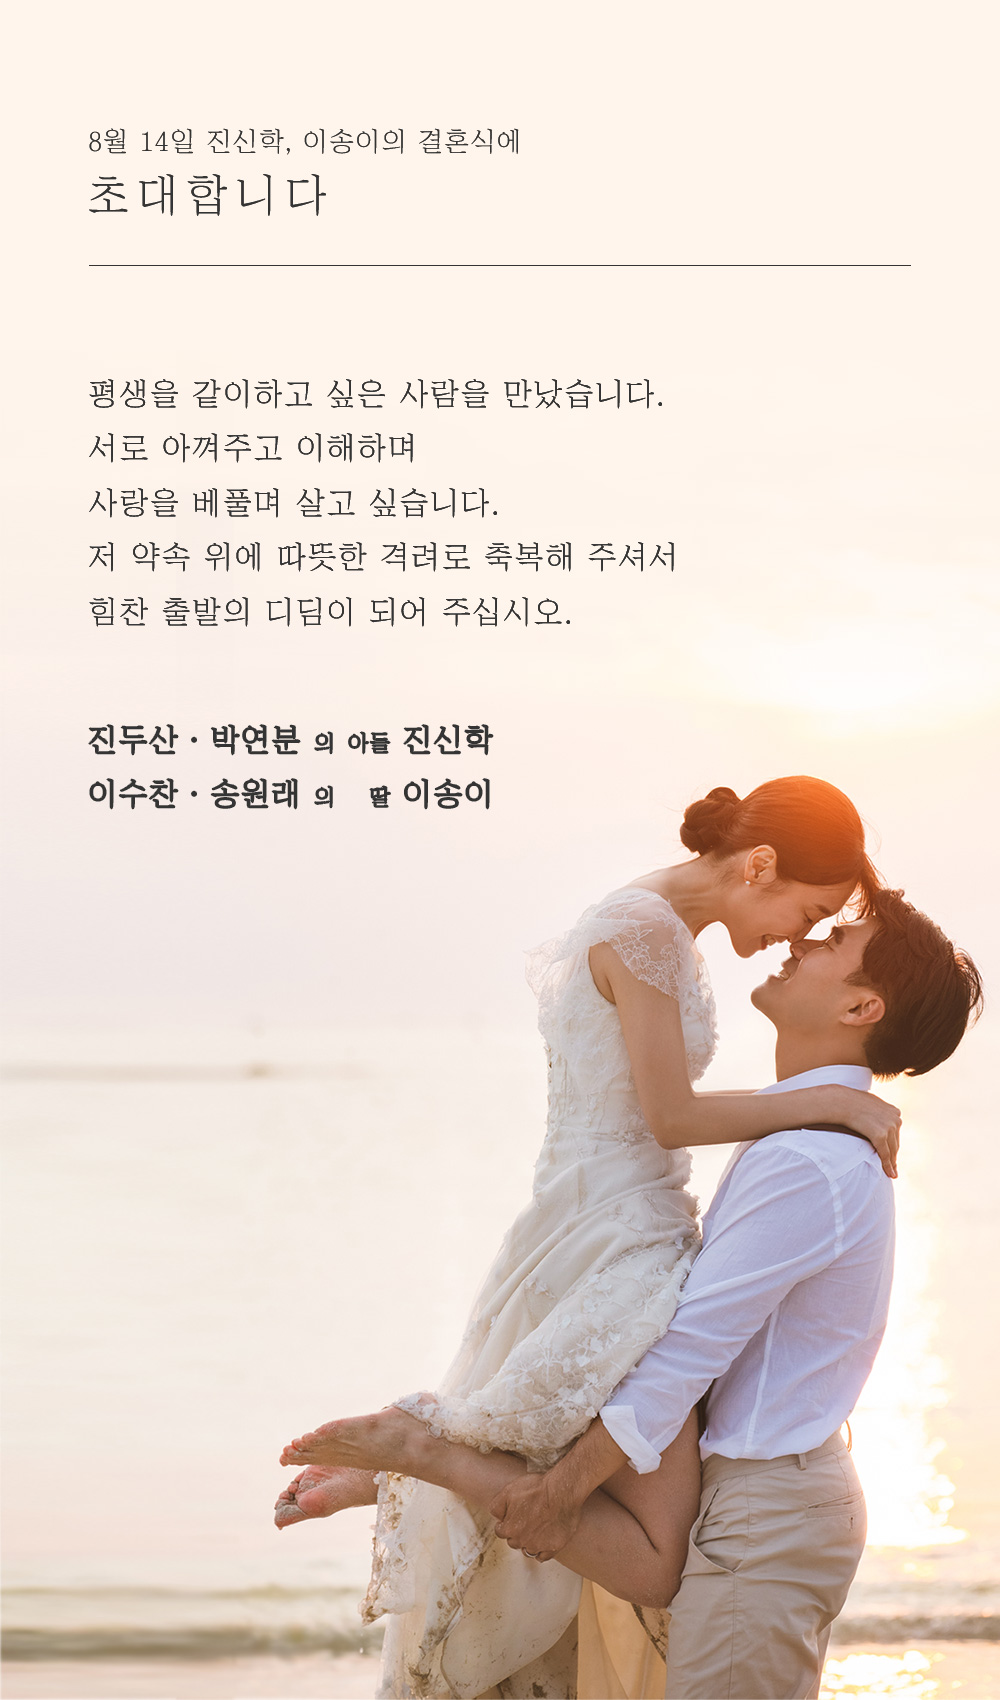 8월 14일 진신학, 이송이의 결혼식에
초대합니다
평생을 같이하고 싶은 사람을 만났습니다.
서로 아껴주고 이해하며
사랑을 베풀며 살고 싶습니다.
저 약속 위에 따뜻한 격려로 축복해 주셔서
힘찬 출발의 디딤이 되어 주십시오.
진두산 · 박연분 의 아들 진신학
이수찬 · 송원래 의 딸 이송이